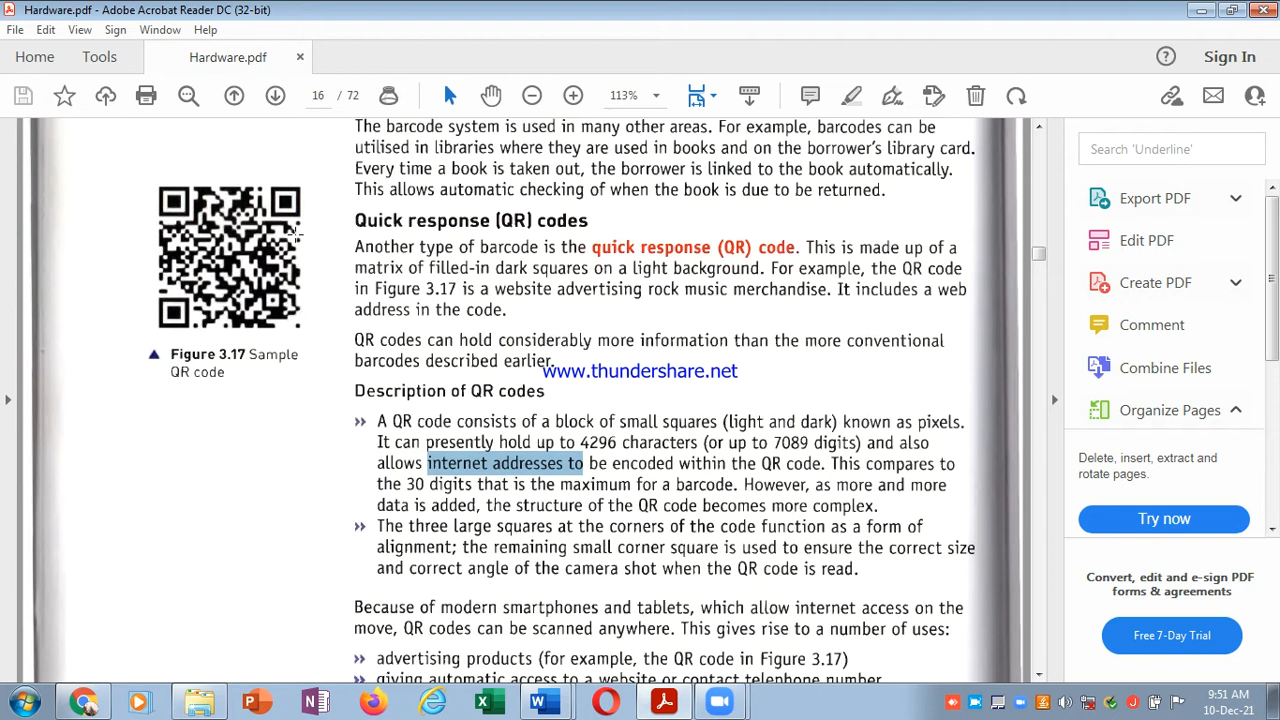 Hardware.pdf - Adobe Acrobat Reader DC (32-bit)
File Edit View Sign Window Help
Home Tools Hardware.pdf × Sign In
16 / 72 113%
The barcode system is used in many other areas. For example, barcodes can be
utilised in libraries where they are used in books and on the borrower's library card.
Every time a book is taken out, the borrower is linked to the book automatically.
This allows automatic checking of when the book is due to be returned.
Quick response (QR) codes
Another type of barcode is the quick response (QR) code. This is made up of a
matrix of filled-in dark squares on a light background. For example, the QR code
in Figure 3.17 is a website advertising rock music merchandise. It includes a web
address in the code.
▲ Figure 3.17 Sample
QR code
QR codes can hold considerably more information than the more conventional
barcodes described earlier.
www.thundershare.net
Description of QR codes
» A QR code consists of a block of small squares (light and dark) known as pixels.
It can presently hold up to 4296 characters (or up to 7089 digits) and also
allows internet addresses to be encoded within the QR code. This compares to
the 30 digits that is the maximum for a barcode. However, as more and more
data is added, the structure of the QR code becomes more complex.
» The three large squares at the corners of the code function as a form of
alignment; the remaining small corner square is used to ensure the correct size
and correct angle of the camera shot when the QR code is read.
Because of modern smartphones and tablets, which allow internet access on the
move, QR codes can be scanned anywhere. This gives rise to a number of uses:
» advertising products (for example, the QR code in Figure 3.17)
» giving automatic access to a website or contact telephone number
Search 'Underline'
Export PDF
Edit PDF
Create PDF
Comment
Combine Files
Organize Pages
Delete, insert, extract and
rotate pages.
Try now
Convert, edit and e-sign PDF
forms & agreements
Free 7-Day Trial
9:51 AM
10-Dec-21